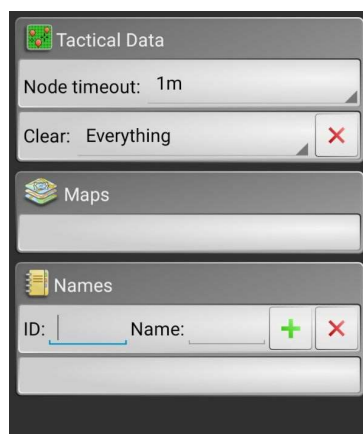 Tactical Data
Node timeout: 1m
Clear: Everything
Maps
Names
ID: Name: